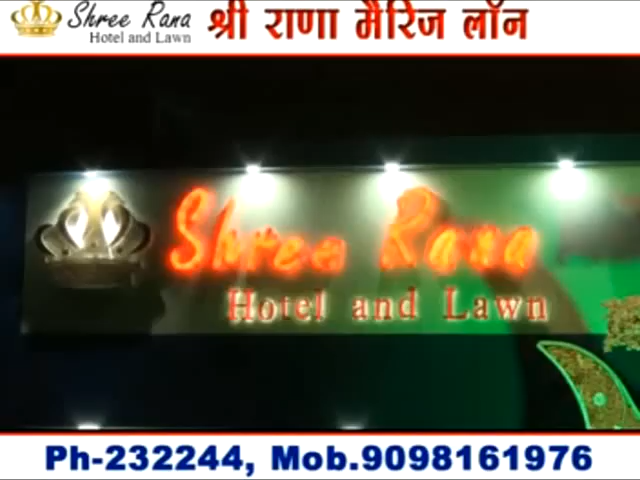 Shree Rana
Hotel and Lawn
श्री राणा मैरिज लॉन
Shree Rana
Hotel and Lawn
Ph-232244, Mob.9098161976